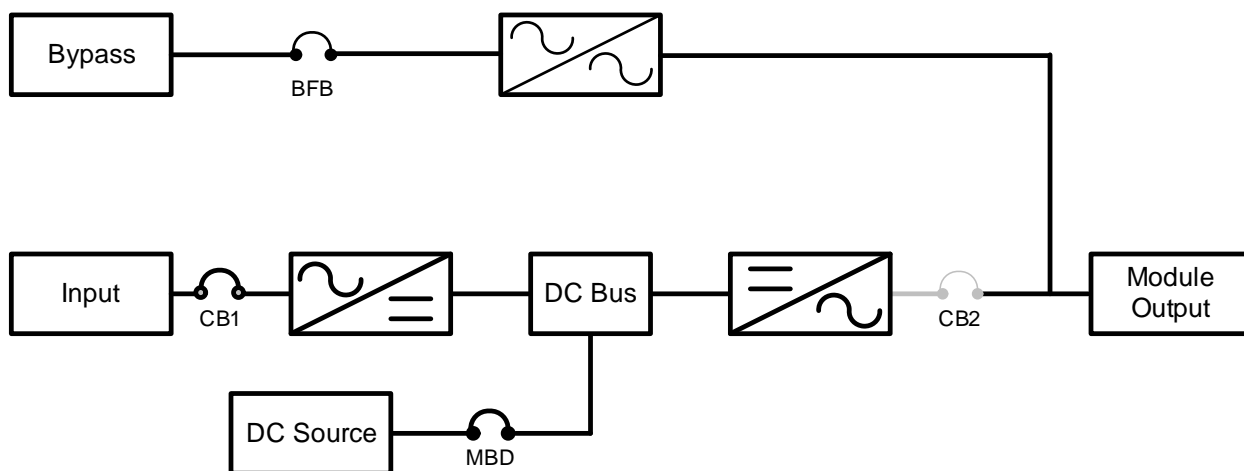 Bypass
BFB
Input
CB1
DC Bus
CB2
Module
Output
DC Source
MBD